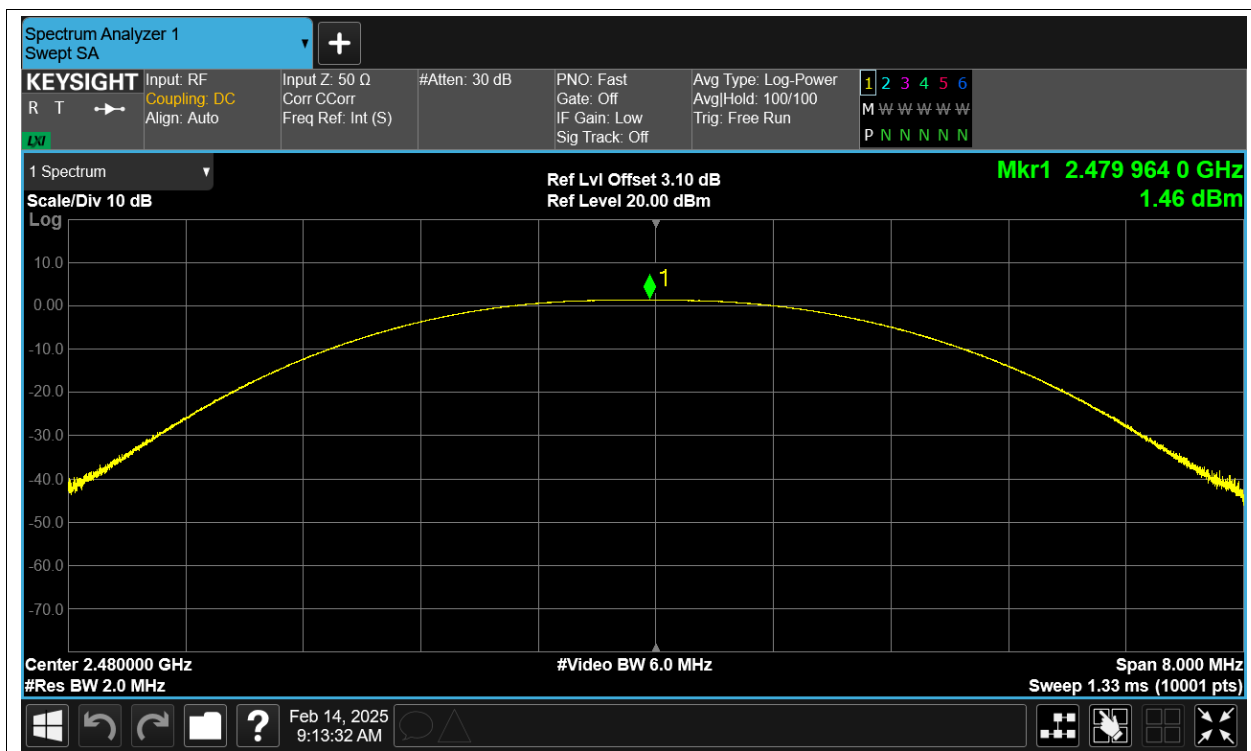 Spectrum Analyzer 1
Swept SA
KEYSIGHT
R T
LXI
Input: RF
Coupling: DC
Align: Auto
Input Z: 50 Ω
Corr CCorr
Freq Ref: Int (S)
#Atten: 30 dB
PNO: Fast
Gate: Off
IF Gain: Low
Sig Track: Off
Avg Type: Log-Power
Avg|Hold: 100/100
Trig: Free Run
1 2 3 4 5 6
M W W W W W
P N N N N N
1 Spectrum
Scale/Div 10 dB
Ref Lvl Offset 3.10 dB
Ref Level 20.00 dBm
Mkr1 2.479 964 0 GHz
1.46 dBm
Log
10.0
0.00
-10.0
-20.0
-30.0
-40.0
-50.0
-60.0
-70.0
1
Center 2.480000 GHz
#Res BW 2.0 MHz
#Video BW 6.0 MHz
Span 8.000 MHz
Sweep 1.33 ms (10001 pts)
?
Feb 14, 2025
9:13:32 AM